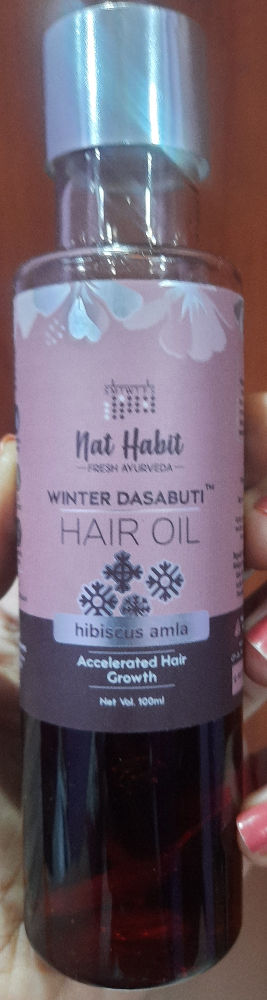 Nat Habit
FRESH AYURVEDA
WINTER DASABUTI™
HAIR OIL
hibiscus amla
Accelerated Hair
Growth
Net Vol. 100ml